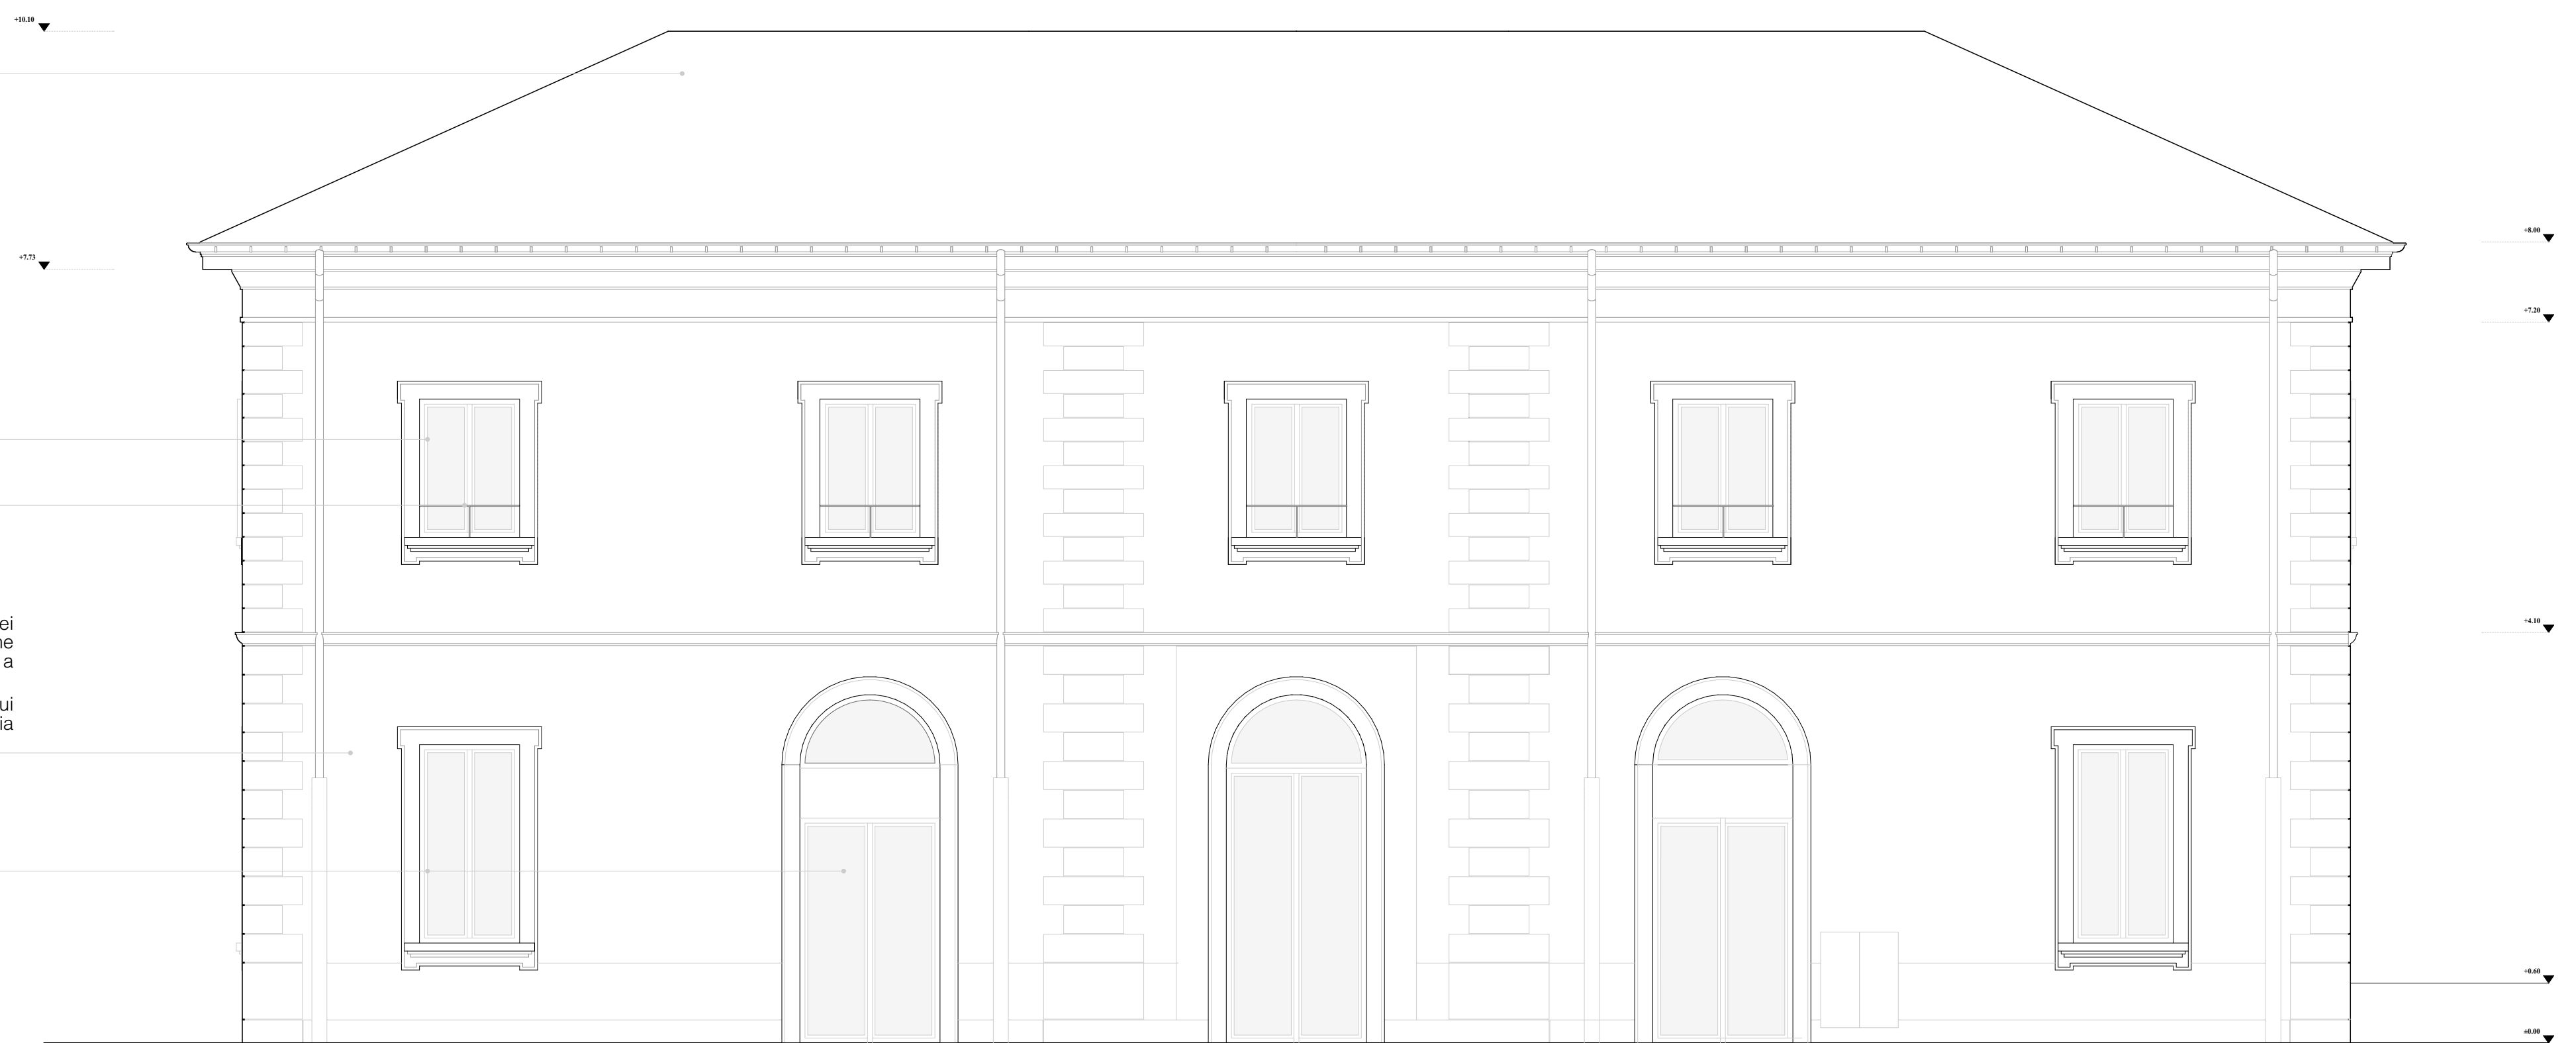 +10.10
+8.00
+7.73
+7.20
ei
ne
a
+4.10
ui
ia
+0.60
±0.00